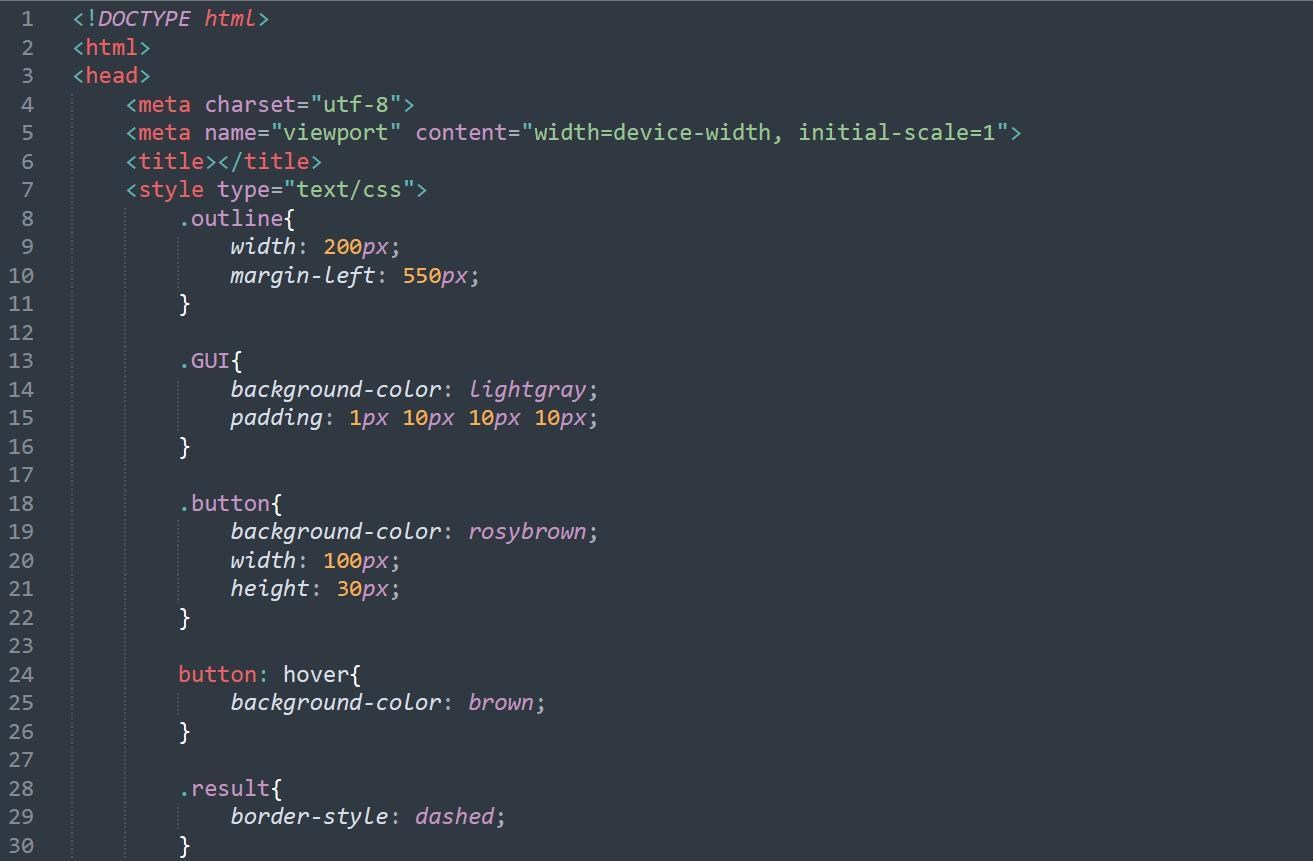 1 <!DOCTYPE html>
2 <html>
3 <head>
4     <meta charset="utf-8">
5     <meta name="viewport" content="width=device-width, initial-scale=1">
6     <title></title>
7     <style type="text/css">
8         .outline{
9             width: 200px;
10             margin-left: 550px;
11         }
12
13         .GUI{
14             background-color: lightgray;
15             padding: 1px 10px 10px 10px;
16         }
17
18         .button{
19             background-color: rosybrown;
20             width: 100px;
21             height: 30px;
22         }
23
24         button: hover{
25             background-color: brown;
26         }
27
28         .result{
29             border-style: dashed;
30         }